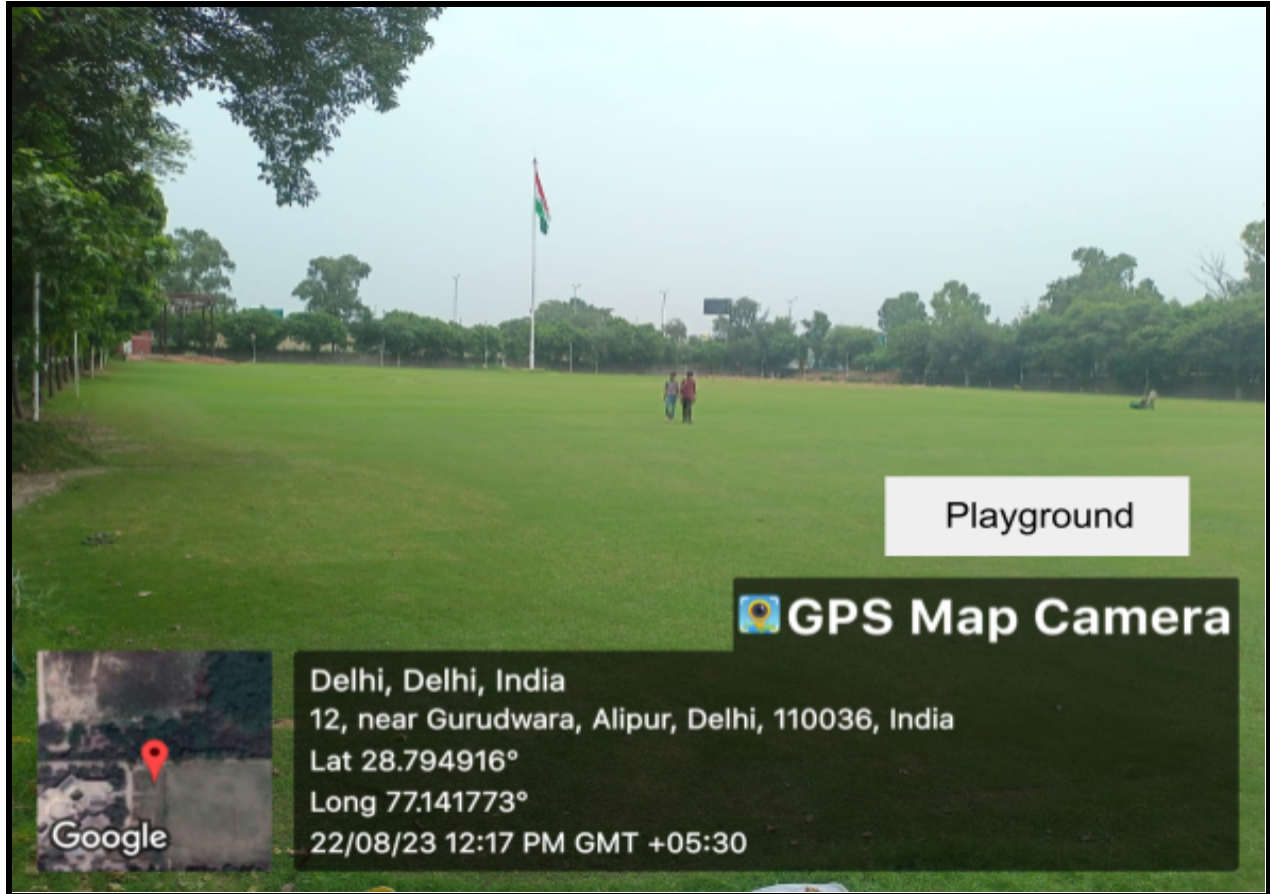 Playground
GPS Map Camera
Delhi, Delhi, India
12, near Gurudwara, Alipur, Delhi, 110036, India
Lat 28.794916°
Long 77.141773°
22/08/23 12:17 PM GMT +05:30
Google